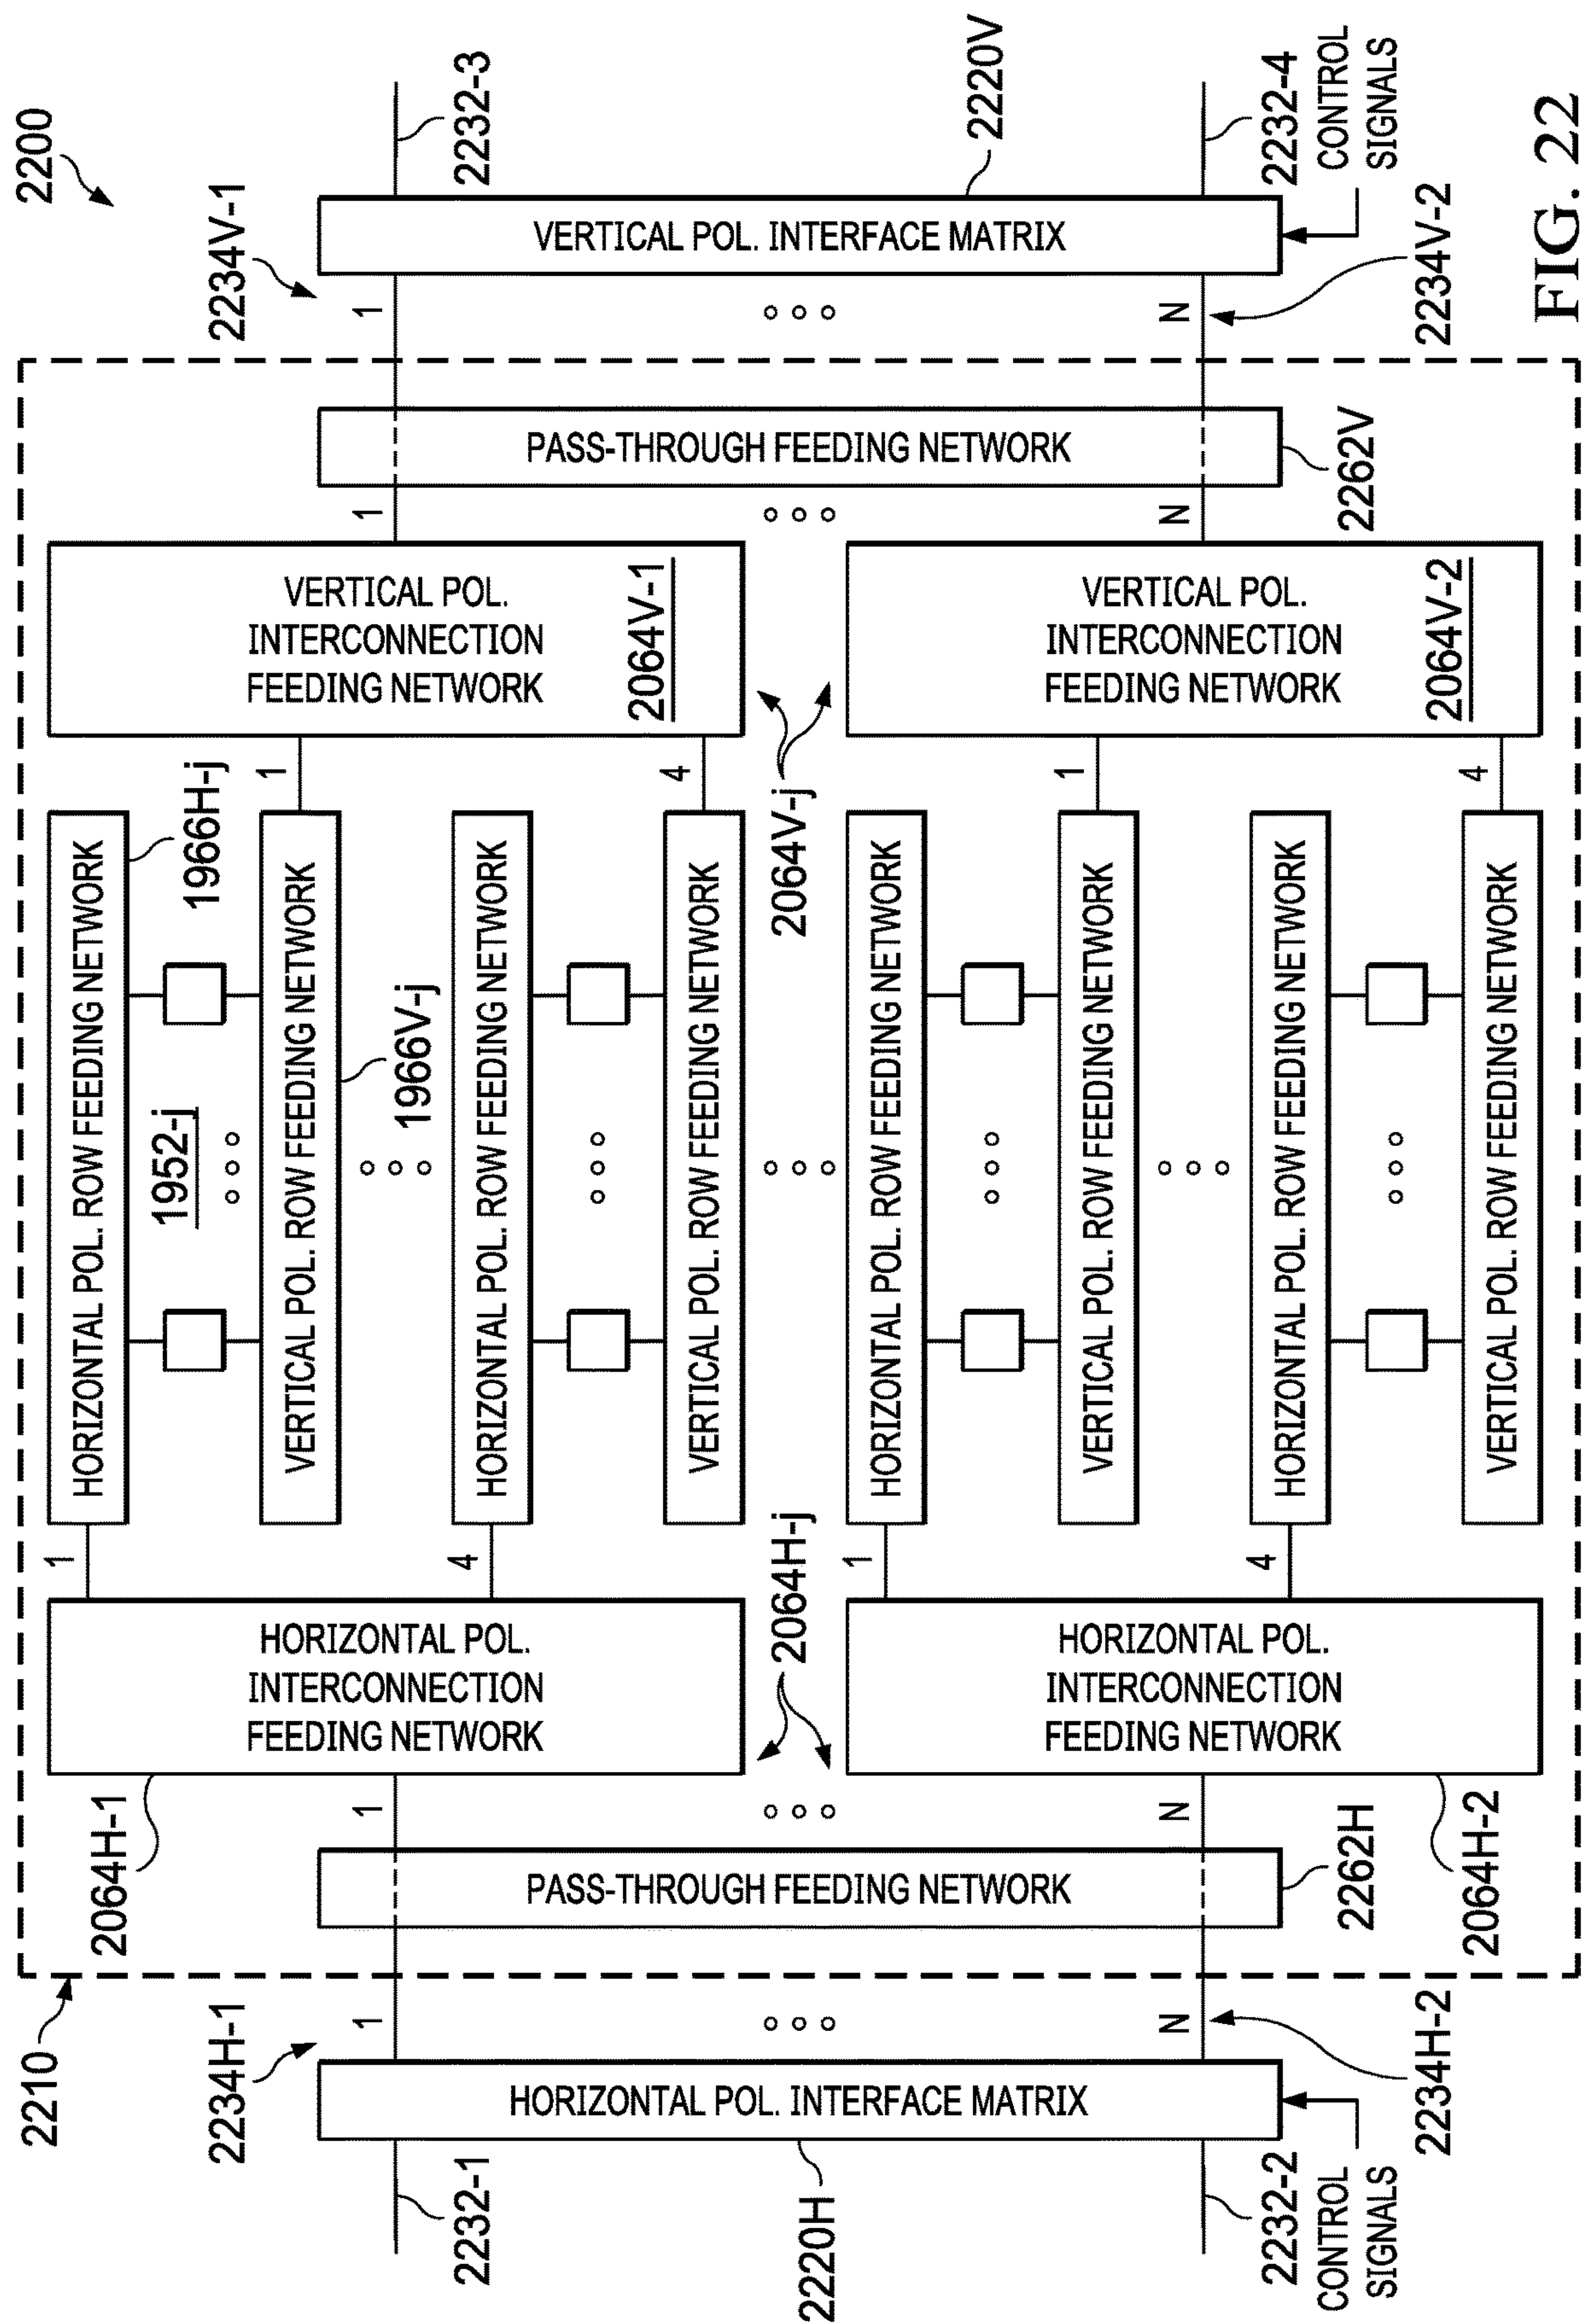 2200
2210
2234H-1
2234V-1
2064H-1
HORIZONTAL POL. ROW FEEDING NETWORK
1966H-j
1952-j
VERTICAL POL. ROW FEEDING NETWORK
1966V-j
HORIZONTAL POL. ROW FEEDING NETWORK
VERTICAL POL. ROW FEEDING NETWORK
1
4
1
4
HORIZONTAL POL.
INTERCONNECTION
FEEDING NETWORK
VERTICAL POL.
INTERCONNECTION
FEEDING NETWORK
2064V-1
2232-1
1
1
1
1
2232-3
2220H
HORIZONTAL POL. INTERFACE MATRIX
PASS-THROUGH FEEDING NETWORK
2064H-j
2064V-j
PASS-THROUGH FEEDING NETWORK
VERTICAL POL. INTERFACE MATRIX
2220V
HORIZONTAL POL. ROW FEEDING NETWORK
VERTICAL POL. ROW FEEDING NETWORK
HORIZONTAL POL. ROW FEEDING NETWORK
VERTICAL POL. ROW FEEDING NETWORK
1
4
1
4
HORIZONTAL POL.
INTERCONNECTION
FEEDING NETWORK
VERTICAL POL.
INTERCONNECTION
FEEDING NETWORK
2064V-2
N
N
N
N
2232-2
2232-4
CONTROL
SIGNALS
2234H-2
2262H
2064H-2
2262V
2234V-2
CONTROL
SIGNALS
FIG. 22